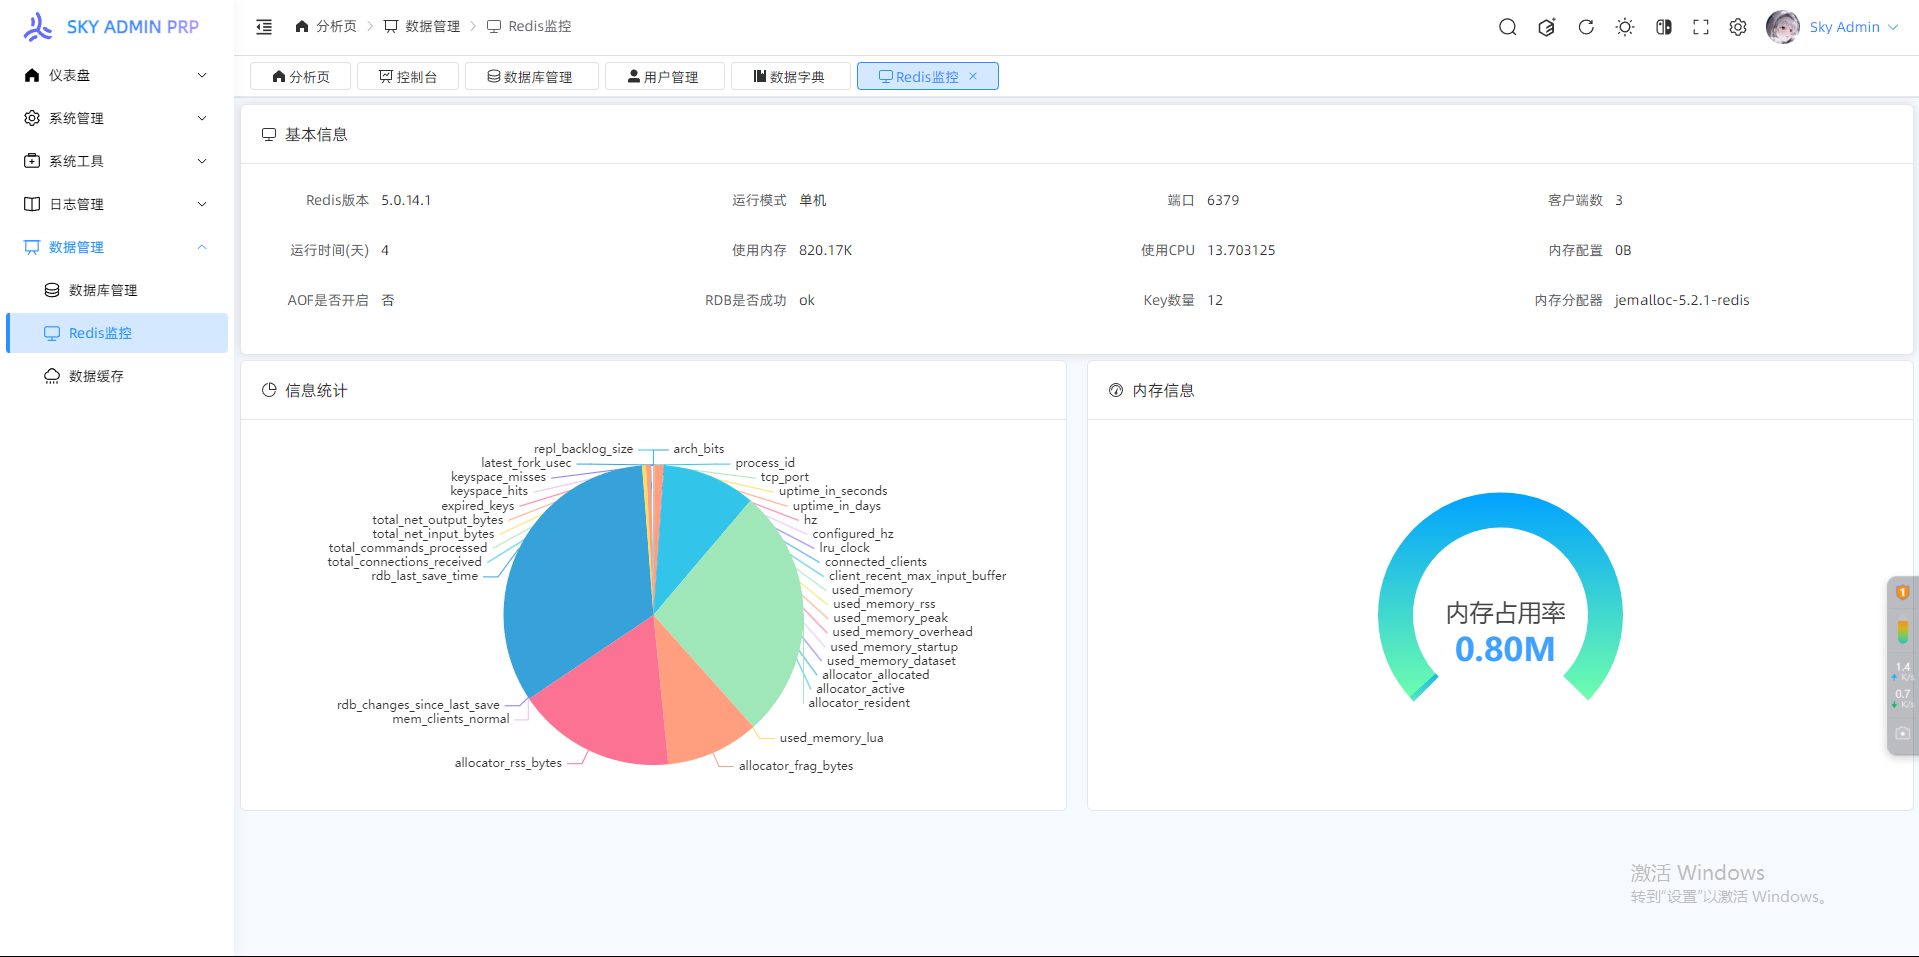 SKY ADMIN PRP
分析页
数据管理
Redis监控
Sky Admin
仪表盘
系统管理
系统工具
日志管理
数据管理
数据库管理
Redis监控
数据缓存
分析页
控制台
数据库管理
用户管理
数据字典
Redis监控
基本信息
Redis版本 5.0.14.1
运行模式 单机
端口 6379
客户端数 3
运行时间(天) 4
使用内存 820.17K
使用CPU 13.703125
内存配置 0B
AOF是否开启 否
RDB是否成功 ok
Key数量 12
内存分配器 jemalloc-5.2.1-redis
信息统计
repl_backlog_size
latest_fork_usec
keyspace_misses
keyspace_hits
expired_keys
total_net_output_bytes
total_net_input_bytes
total_commands_processed
total_connections_received
rdb_last_save_time
rdb_changes_since_last_save
mem_clients_normal
allocator_rss_bytes
arch_bits
process_id
tcp_port
uptime_in_seconds
uptime_in_days
hz
configured_hz
lru_clock
connected_clients
client_recent_max_input_buffer
used_memory
used_memory_rss
used_memory_peak
used_memory_overhead
used_memory_startup
used_memory_dataset
allocator_allocated
allocator_active
allocator_resident
used_memory_lua
allocator_frag_bytes
内存信息
内存占用率
0.80M
1
1.4
K/s
0.7
K/s
激活 Windows
转到“设置”以激活 Windows。